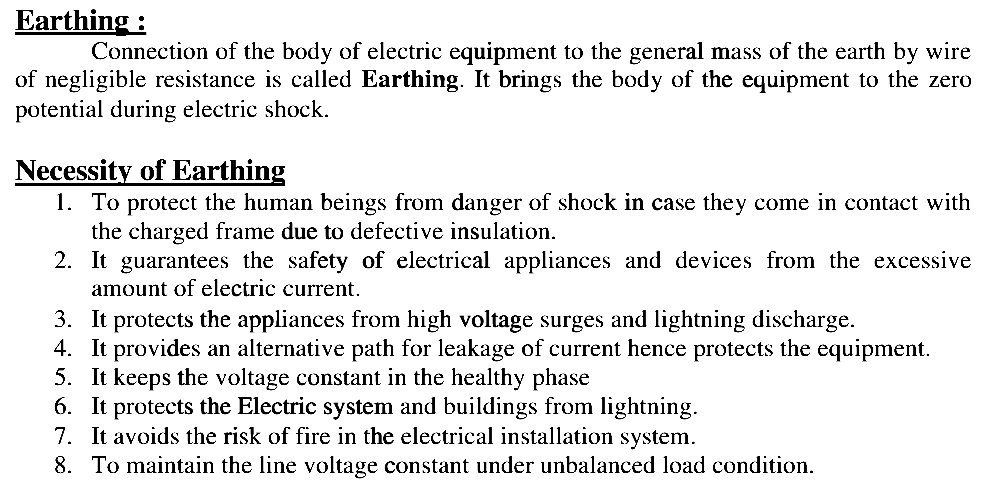 Earthing :
Connection of the body of electric equipment to the general mass of the earth by wire
of negligible resistance is called Earthing. It brings the body of the equipment to the zero
potential during electric shock.
Necessity of Earthing
1. To protect the human beings from danger of shock in case they come in contact with
the charged frame due to defective insulation.
2. It guarantees the safety of electrical appliances and devices from the excessive
amount of electric current.
3. It protects the appliances from high voltage surges and lightning discharge.
4. It provides an alternative path for leakage of current hence protects the equipment.
5. It keeps the voltage constant in the healthy phase
6. It protects the Electric system and buildings from lightning.
7. It avoids the risk of fire in the electrical installation system.
8. To maintain the line voltage constant under unbalanced load condition.